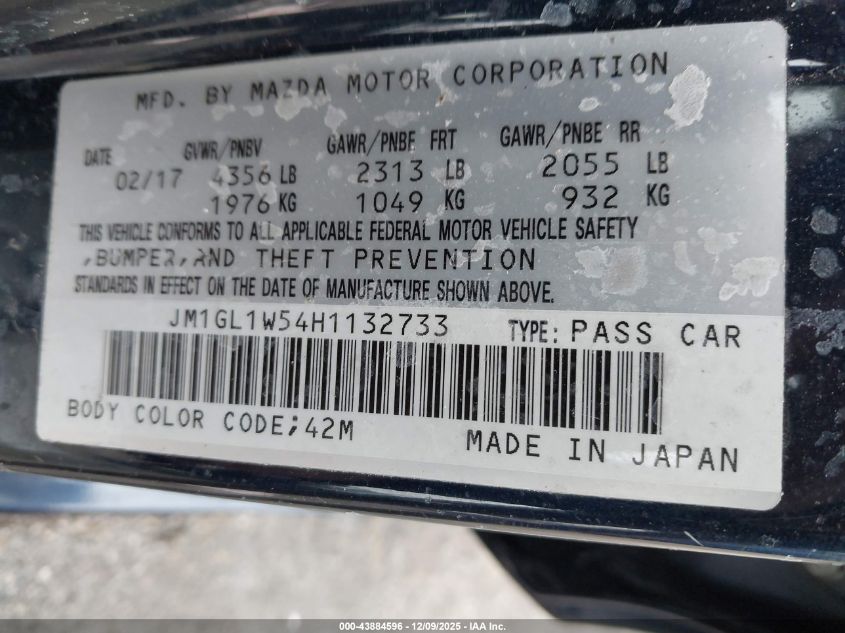 MFD. BY MAZDA MOTOR CORPORATION
DATE GVWR/PNBV GAWR/PNBE FRT GAWR/PNBE RR
02/17 4356 LB 2313 LB 2055 LB
1976 KG 1049 KG 932 KG
THIS VEHICLE CONFORMS TO ALL APPLICABLE FEDERAL MOTOR VEHICLE SAFETY
,BUMPER,AND THEFT PREVENTION
STANDARDS IN EFFECT ON THE DATE OF MANUFACTURE SHOWN ABOVE.
JM1GL1W54H1132733 TYPE: PASS CAR
BODY COLOR CODE;42M
MADE IN JAPAN
000-43884596 - 12/09/2025 - IAA Inc.